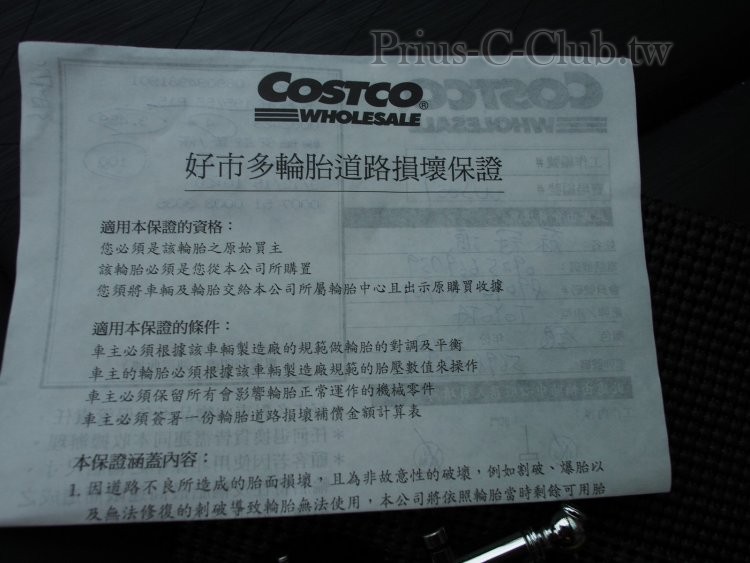 Prius-C-Club.tw
COSTCO®
WHOLESALE
好市多輪胎道路損壞保證
適用本保證的資格：
您必須是該輪胎之原始買主
該輪胎必須是您從本公司所購置
您須將車輛及輪胎交給本公司所屬輪胎中心且出示原購買收據
適用本保證的條件：
車主必須根據該車輛製造廠的規範做輪胎的對調及平衡
車主的輪胎必須根據該車輛製造廠規範的胎壓數值來操作
車主必須保留所有會影響輪胎正常運作的機械零件
車主必須簽署一份輪胎道路損壞補償金額計算表
本保證涵蓋內容：
1. 因道路不良所造成的胎面損壞，且為非故意性的破壞，例如割破、爆胎以
及無法修復的刺破導致輪胎無法使用，本公司將依照輪胎當時剩餘可用胎